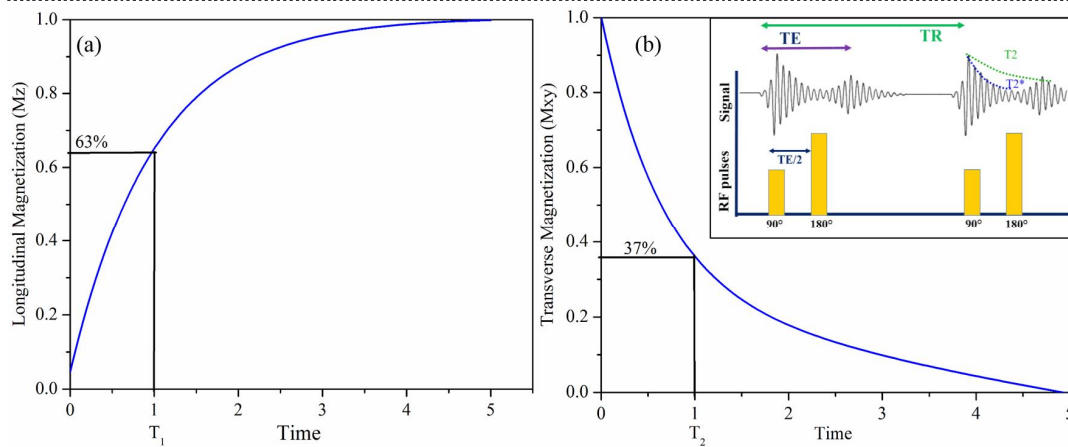 (a)
Longitudinal Magnetization (Mz)
1.0
0.8
0.6
0.4
0.2
0.0
63%
0 1 2 3 4 5
T1
Time
(b)
Transverse Magnetization (Mxy)
1.0
0.8
0.6
0.4
0.2
0.0
37%
0 1 2 3 4 5
T2
Time
TR
TE
T2
T2*
Signal
TE/2
RF pulses
90° 180° 90° 180°